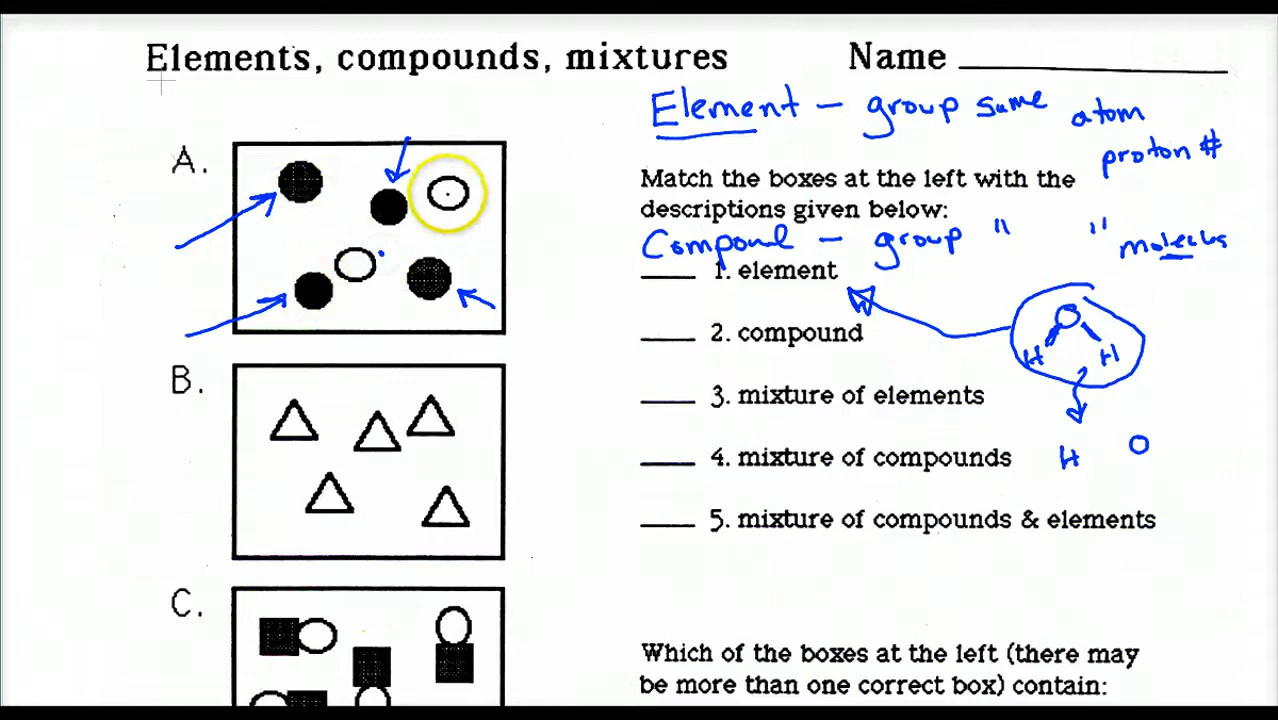 Elements, compounds, mixtures
Name
Element – group same atom
proton #
A.
Match the boxes at the left with the
descriptions given below:
Compound – group " " molecules
1. element
2. compound
O
H H
B.
3. mixture of elements
4. mixture of compounds
H O
5. mixture of compounds & elements
C.
Which of the boxes at the left (there may
be more than one correct box) contain: